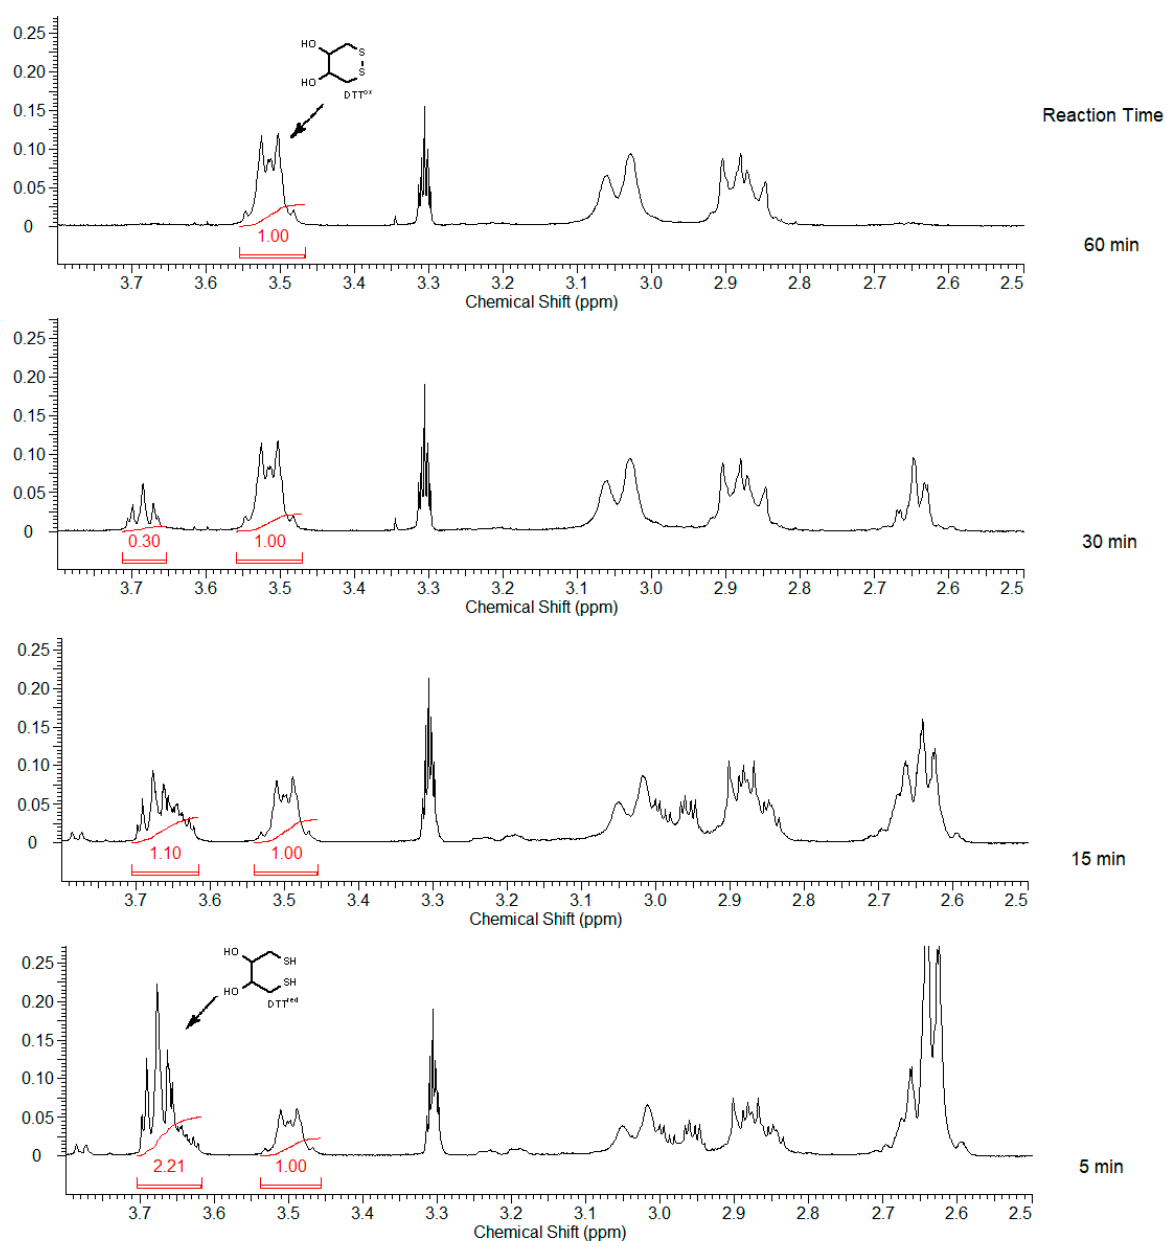 0.25
HO
S
0.20
S
HO
DTTox
0.15
Reaction Time
0.10
0.05
0
1.00
60 min
3.7 3.6 3.5 3.4 3.3 3.2 3.1 3.0 2.9 2.8 2.7 2.6 2.5
Chemical Shift (ppm)
0.25
0.20
0.15
0.10
0.05
0
0.30 1.00
30 min
3.7 3.6 3.5 3.4 3.3 3.2 3.1 3.0 2.9 2.8 2.7 2.6 2.5
Chemical Shift (ppm)
0.25
0.20
0.15
0.10
0.05
0
1.10 1.00
15 min
3.7 3.6 3.5 3.4 3.3 3.2 3.1 3.0 2.9 2.8 2.7 2.6 2.5
Chemical Shift (ppm)
HO
SH
0.25
SH
HO
DTTred
0.20
0.15
0.10
0.05
0
2.21 1.00
5 min
3.7 3.6 3.5 3.4 3.3 3.2 3.1 3.0 2.9 2.8 2.7 2.6 2.5
Chemical Shift (ppm)